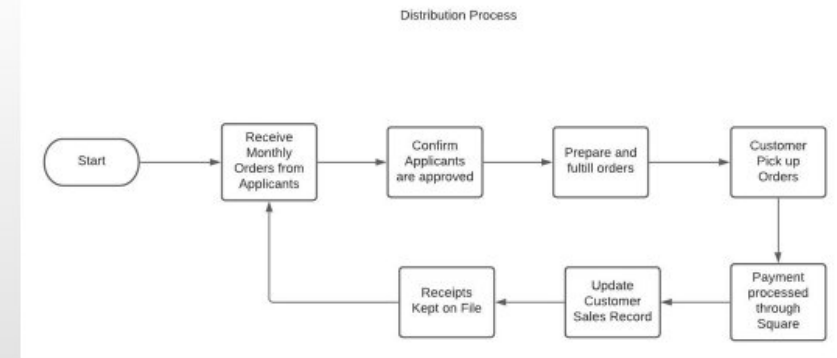 Distribution Process
Start
Receive
Monthly
Orders from
Applicants
Confirm
Applicants
are approved
Prepare and
fultill orders
Customer
Pick up
Orders
Payment
processed
through
Square
Update
Customer
Sales Record
Receipts
Kept on File